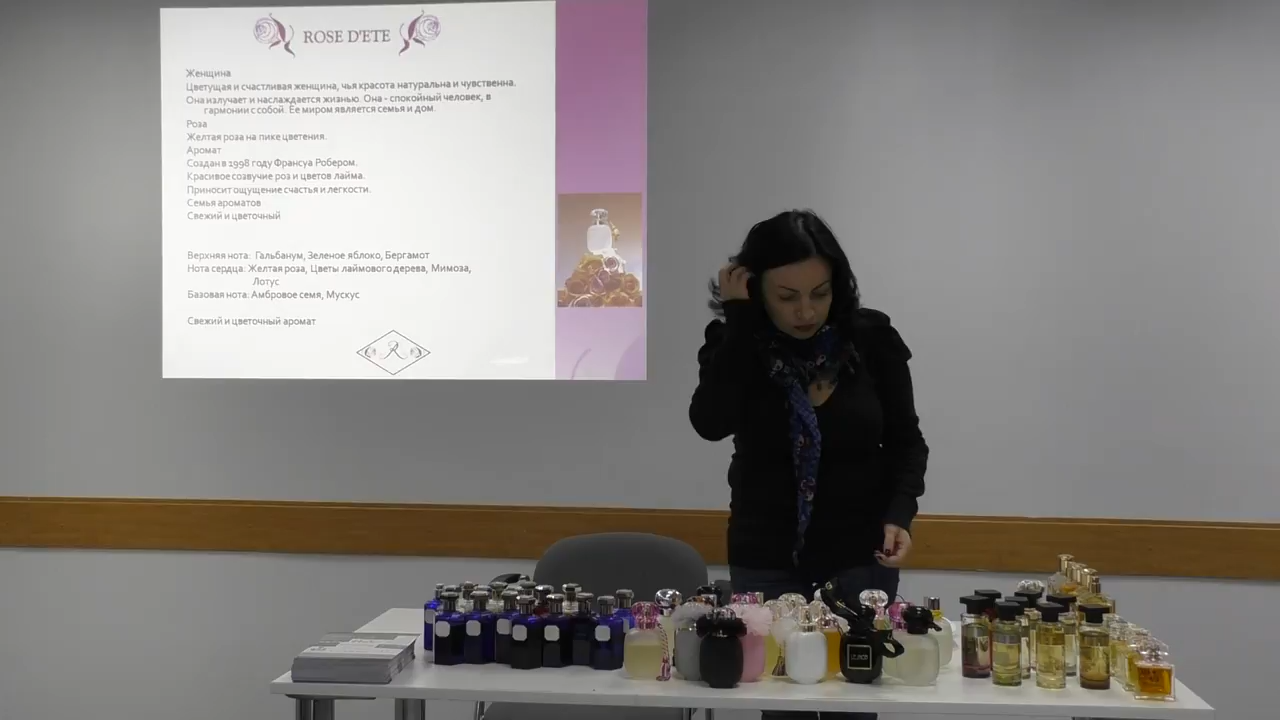 ROSE D'ETE
Женщина
Цветущая и счастливая женщина, чья красота натуральна и чувственна.
Она излучает и наслаждается жизнью. Она - спокойный человек, в
гармонии с собой. Ее миром является семья и дом.
Роза
Желтая роза на пике цветения.
Аромат
Создан в 1998 году Франсуа Робером.
Красивое созвучие роз и цветов лайма.
Приносит ощущение счастья и легкости.
Семья ароматов
Свежий и цветочный
Верхняя нота: Гальбанум, Зеленое яблоко, Бергамот
Нота сердца: Желтая роза, Цветы лаймового дерева, Мимоза,
Лотус
Базовая нота: Амбровое семя, Мускус
Свежий и цветочный аромат
R